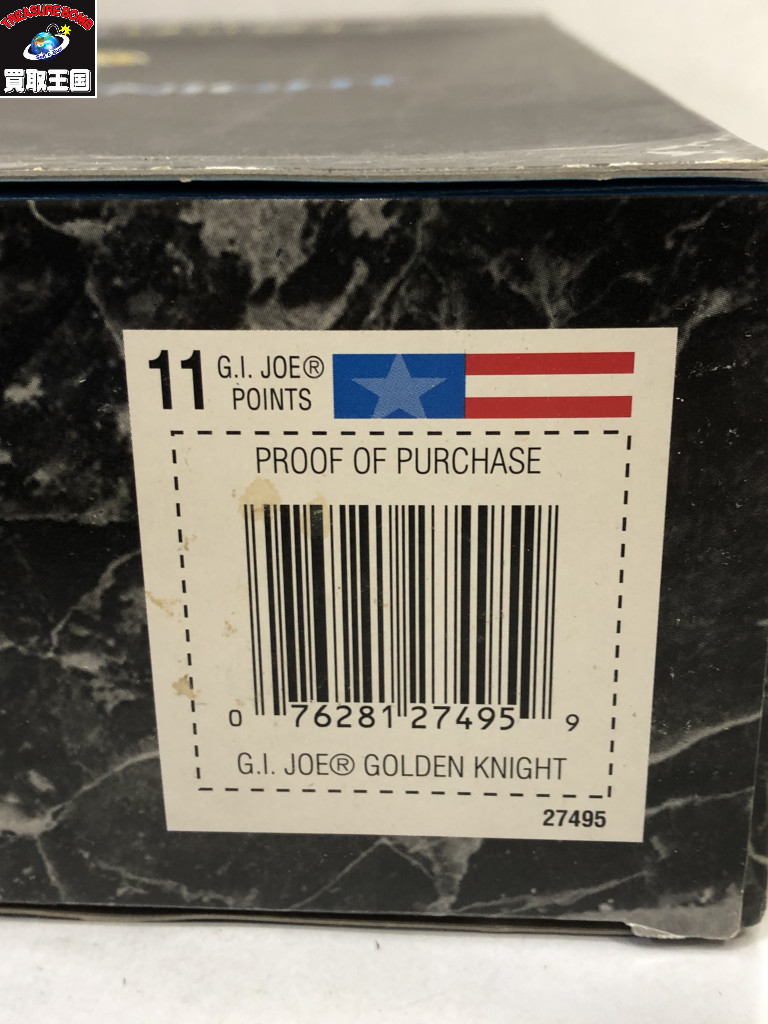 TREASURE BOMB
買取王国
11 G.I. JOE®
POINTS
PROOF OF PURCHASE
0 76281 27495 9
G.I. JOE® GOLDEN KNIGHT
27495